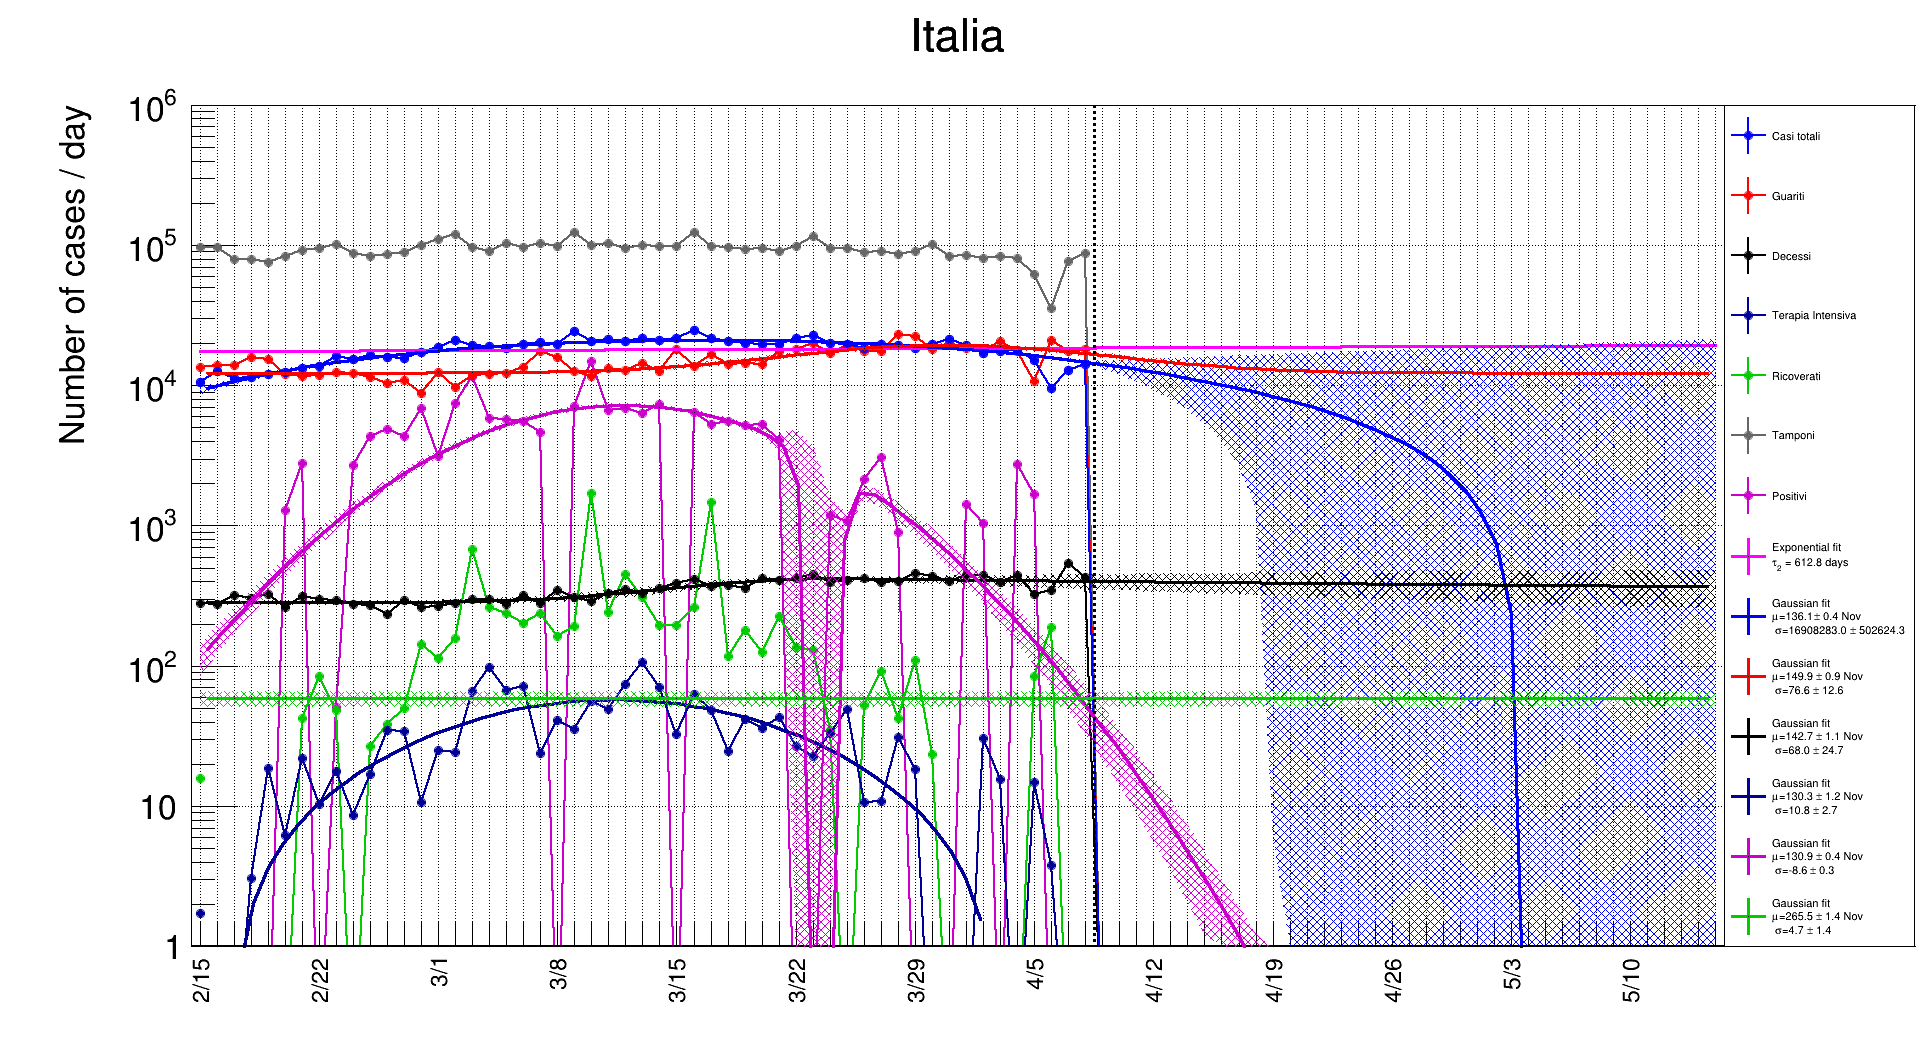 Italia
Number of cases / day
10^6
10^5
10^4
10^3
10^2
10
1
2/15
2/22
3/1
3/8
3/15
3/22
3/29
4/5
4/12
4/19
4/26
5/3
5/10
Casi totali
Guariti
Decessi
Terapia Intensiva
Ricoverati
Tamponi
Positivi
Exponential fit
τ_2 = 612.8 days
Gaussian fit
μ=136.1 ± 0.4 Nov
σ=16908283.0 ± 502624.3
Gaussian fit
μ=149.9 ± 0.9 Nov
σ=76.6 ± 12.6
Gaussian fit
μ=142.7 ± 1.1 Nov
σ=68.0 ± 24.7
Gaussian fit
μ=130.3 ± 1.2 Nov
σ=10.8 ± 2.7
Gaussian fit
μ=130.9 ± 0.4 Nov
σ=-8.6 ± 0.3
Gaussian fit
μ=265.5 ± 1.4 Nov
σ=4.7 ± 1.4